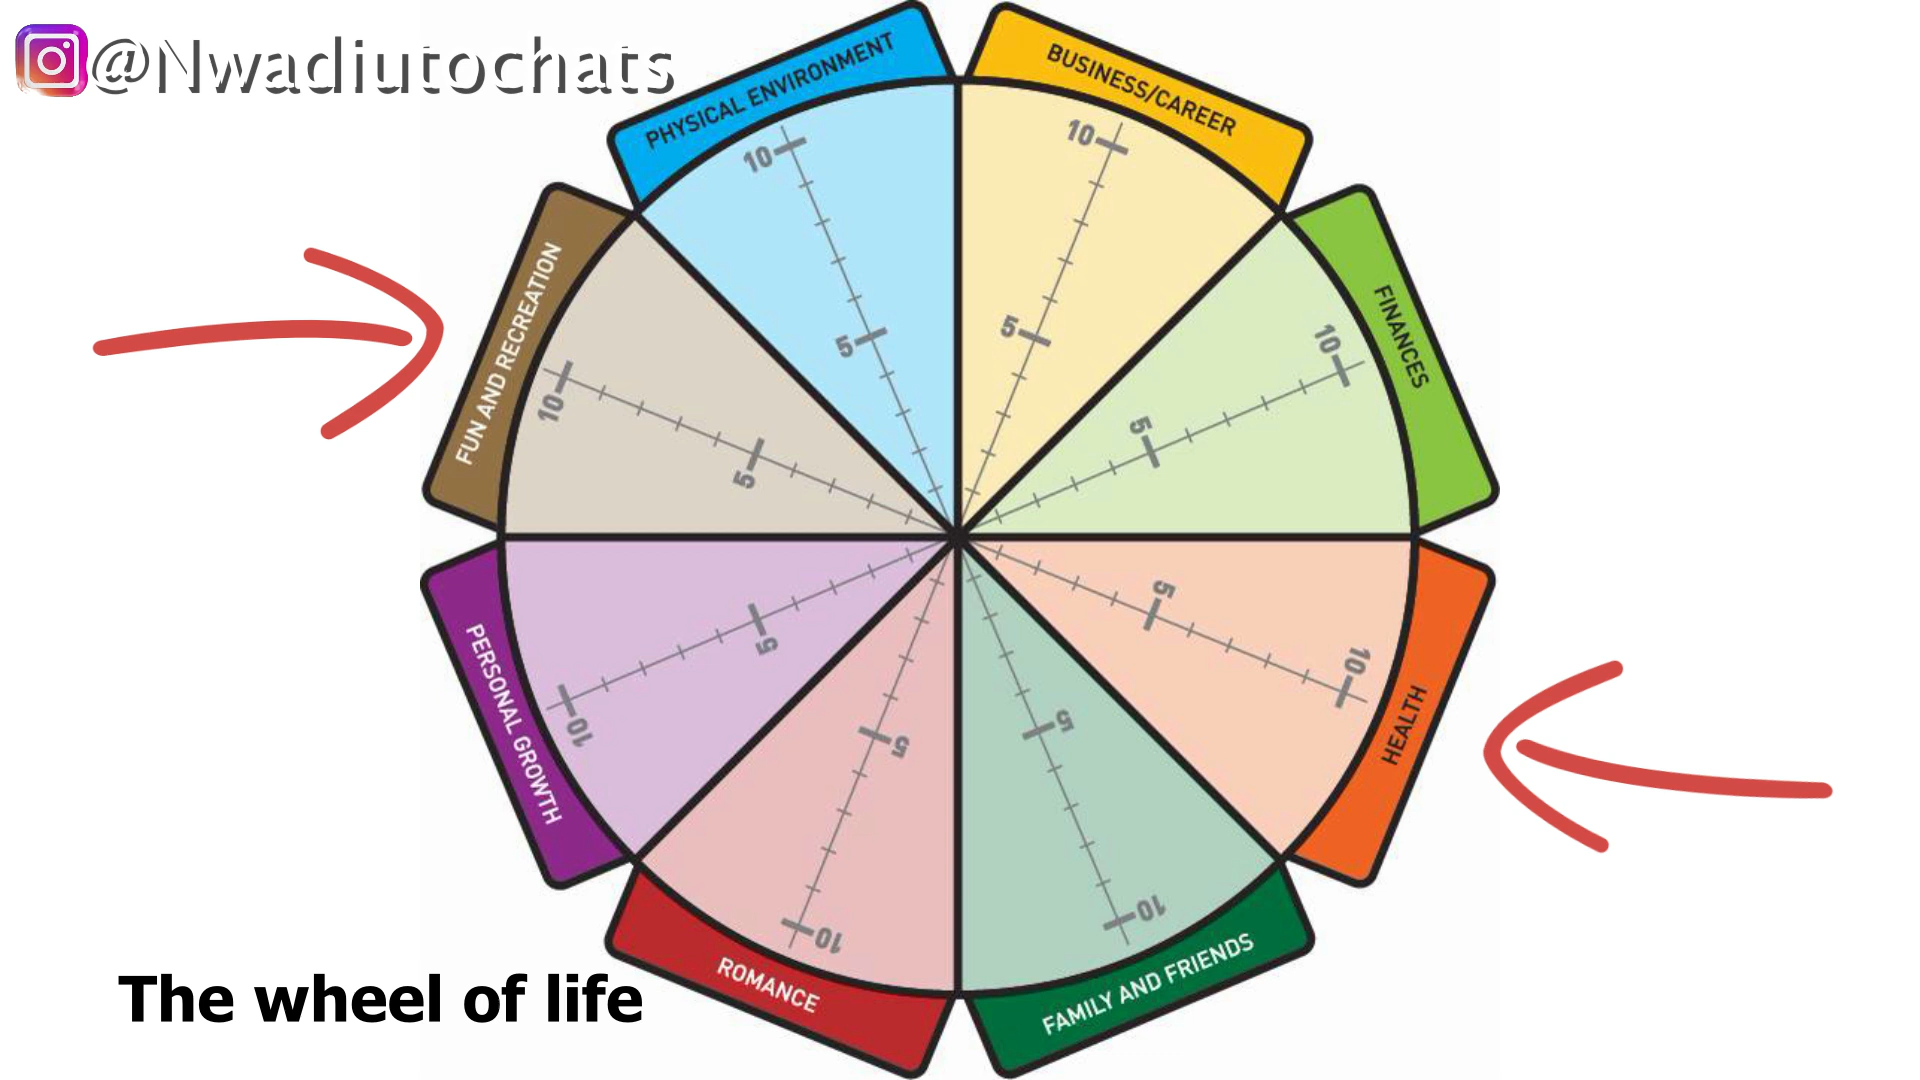 @Nwadiutochats
PHYSICAL ENVIRONMENT
10
5
BUSINESS/CAREER
10
5
FINANCES
10
5
HEALTH
5
10
FAMILY AND FRIENDS
5
10
ROMANCE
5
10
PERSONAL GROWTH
5
10
FUN AND RECREATION
10
5
The wheel of life